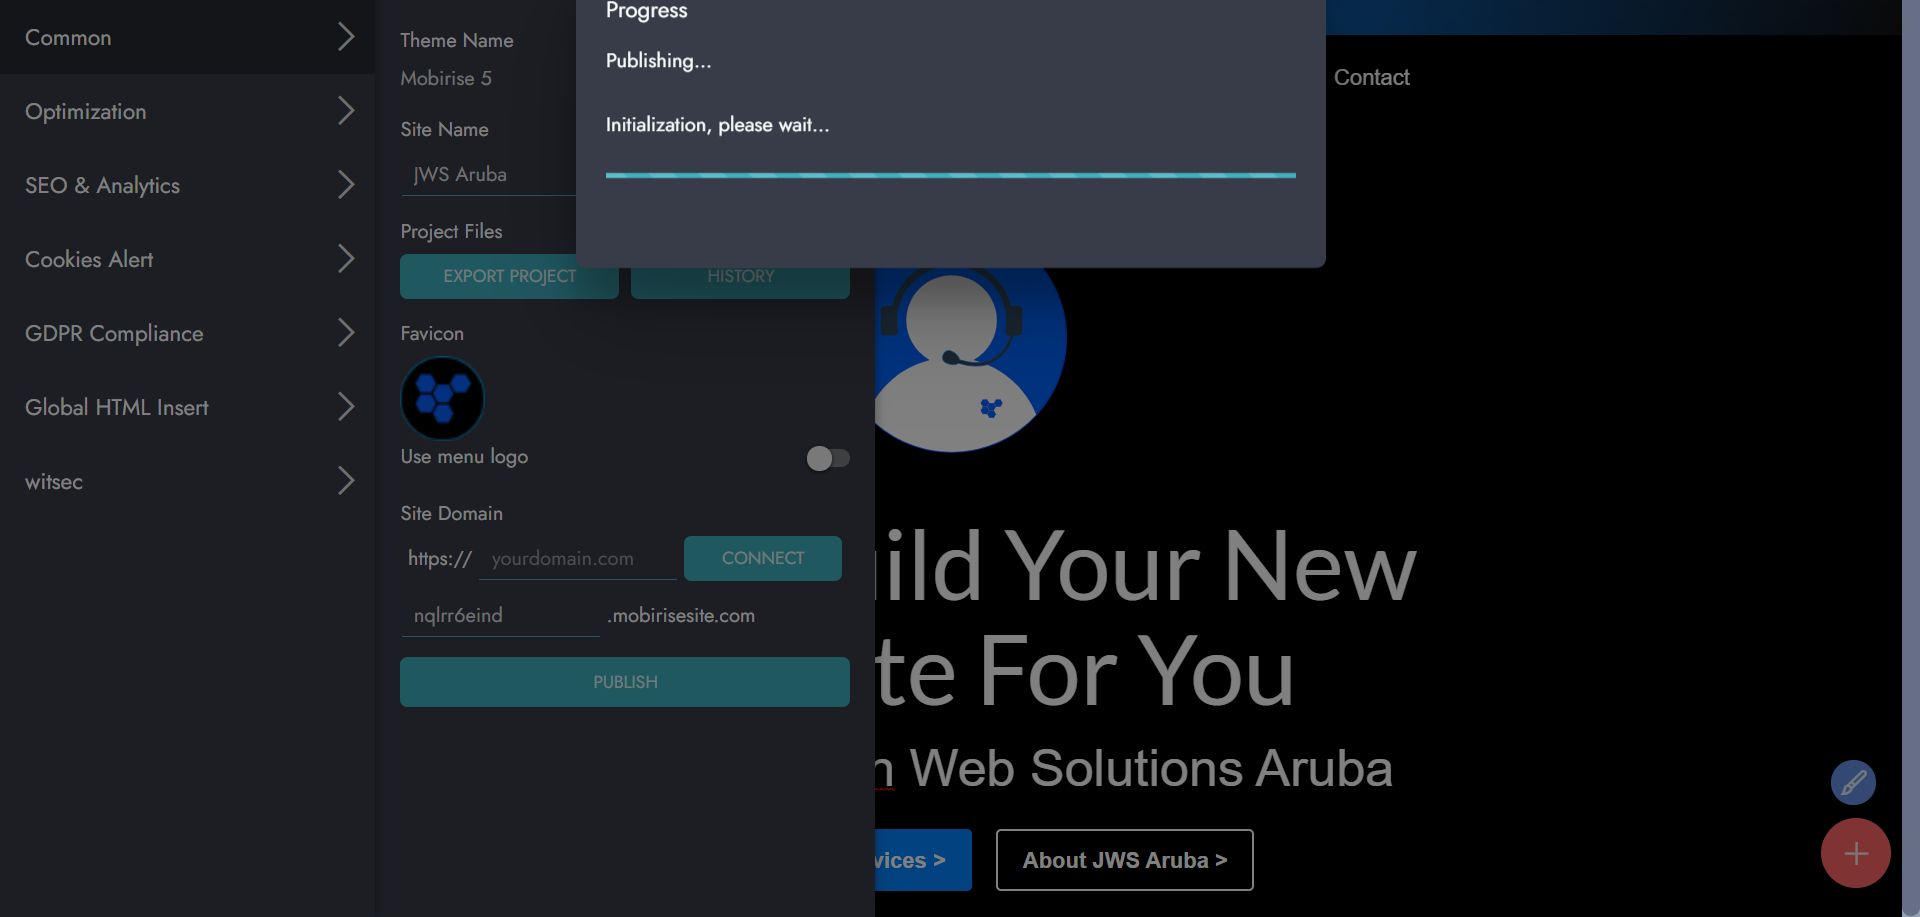 Common
Optimization
SEO & Analytics
Cookies Alert
GDPR Compliance
Global HTML Insert
witsec
Theme Name
Mobirise 5
Site Name
JWS Aruba
Project Files
EXPORT PROJECT
HISTORY
Favicon
Use menu logo
Site Domain
https://
yourdomain.com
CONNECT
nqlrr6eind
.mobirisesite.com
PUBLISH
Progress
Publishing...
Initialization, please wait...
Contact
ild Your New
te For You
n Web Solutions Aruba
vices >
About JWS Aruba >